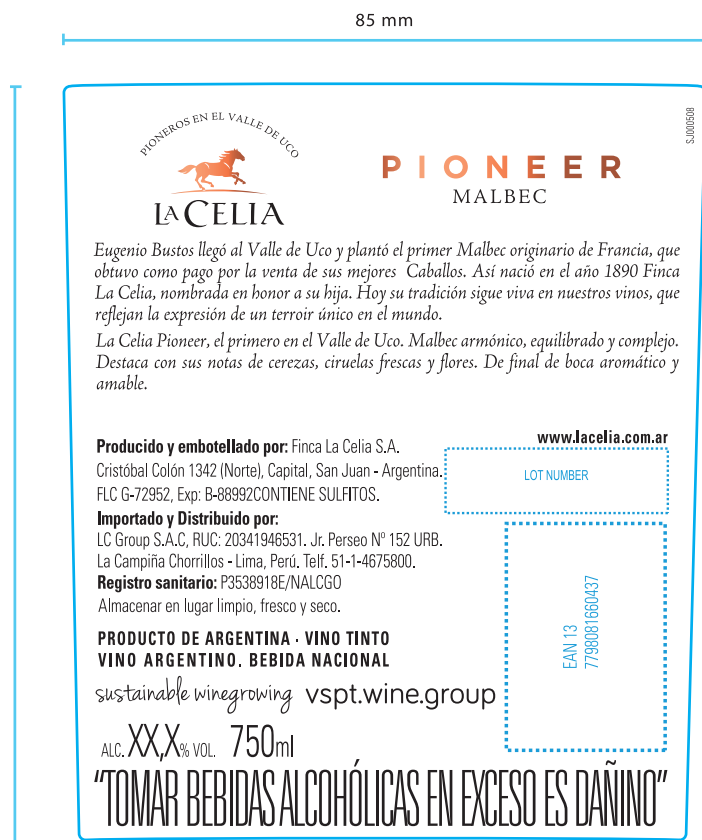 85 mm
SJ000508
PIONEROS EN EL VALLE DE UCO
LA CELIA
PIONEER
MALBEC
Eugenio Bustos llegó al Valle de Uco y plantó el primer Malbec originario de Francia, que
obtuvo como pago por la venta de sus mejores Caballos. Así nació en el año 1890 Finca
La Celia, nombrada en honor a su hija. Hoy su tradición sigue viva en nuestros vinos, que
reflejan la expresión de un terroir único en el mundo.
La Celia Pioneer, el primero en el Valle de Uco. Malbec armónico, equilibrado y complejo.
Destaca con sus notas de cerezas, ciruelas frescas y flores. De final de boca aromático y
amable.
www.lacelia.com.ar
Producido y embotellado por: Finca La Celia S.A.
Cristóbal Colón 1342 (Norte), Capital, San Juan - Argentina.
FLC G-72952, Exp: B-88992CONTIENE SULFITOS.
LOT NUMBER
Importado y Distribuido por:
LC Group S.A.C, RUC: 20341946531. Jr. Perseo Nº 152 URB.
La Campiña Chorrillos - Lima, Perú. Telf. 51-1-4675800.
Registro sanitario: P3538918E/NALCGO
Almacenar en lugar limpio, fresco y seco.
EAN 13
7798081660437
PRODUCTO DE ARGENTINA · VINO TINTO
VINO ARGENTINO. BEBIDA NACIONAL
sustainable winegrowing vspt.wine.group
ALC. XX,X% VOL. 750ml
"TOMAR BEBIDAS ALCOHÓLICAS EN EXCESO ES DAÑINO"